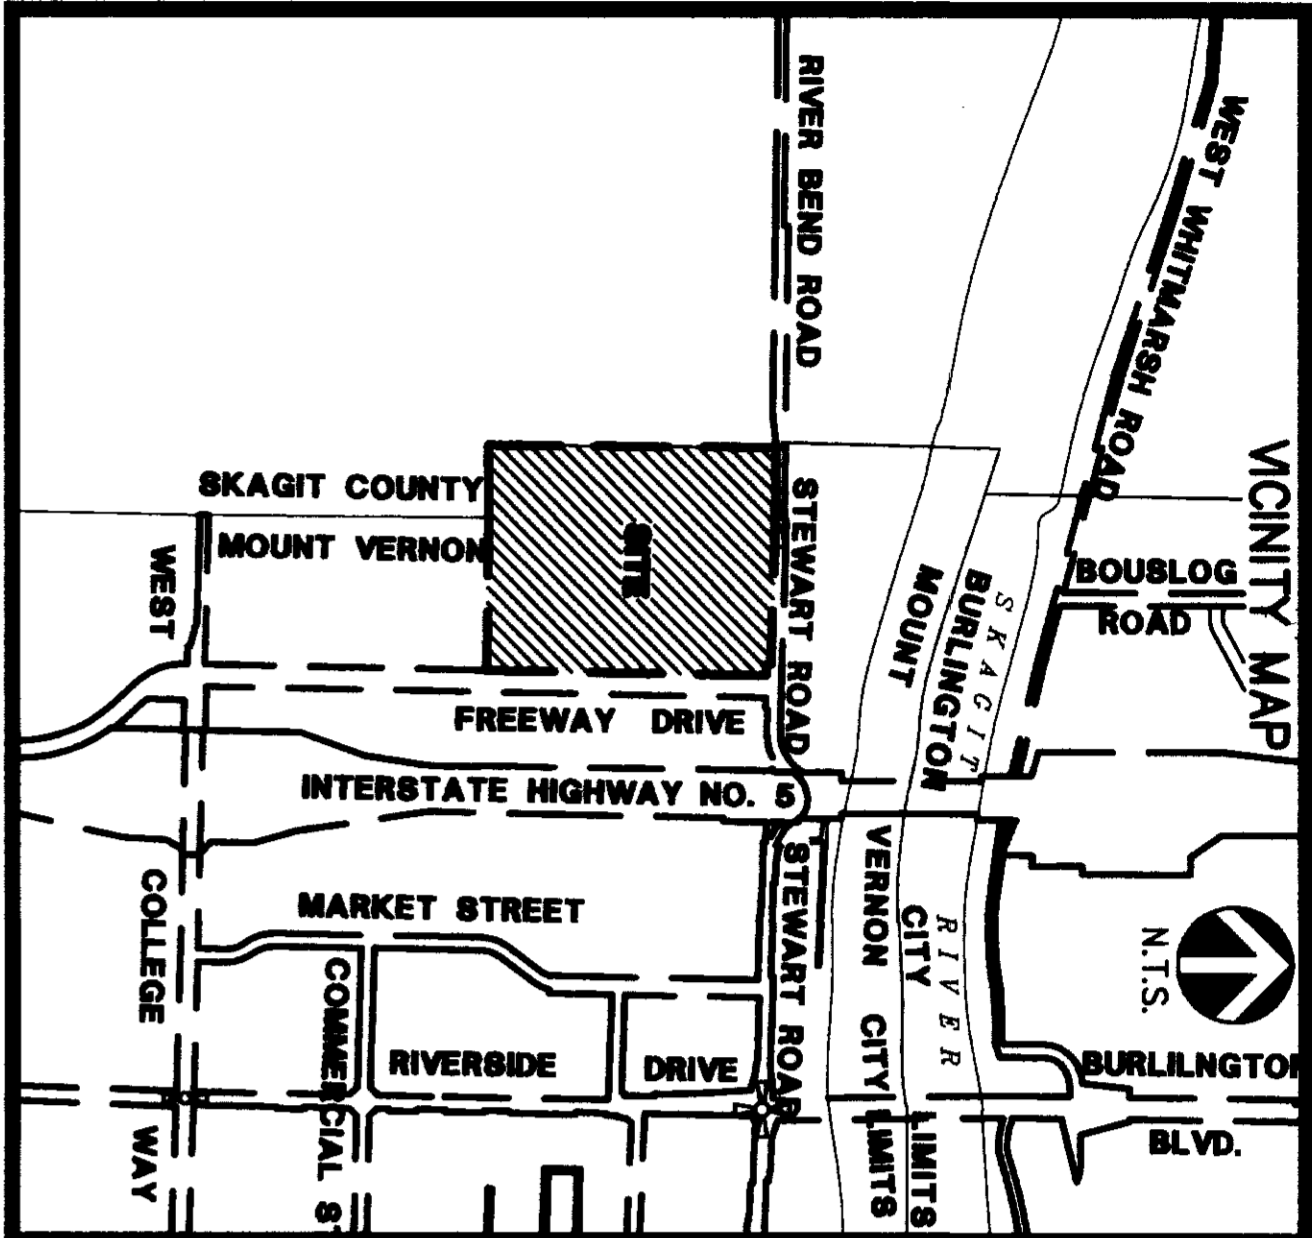 VICINITY MAP
WEST WHITMARSH ROAD
RIVER BEND ROAD
SKAGIT COUNTY
MOUNT VERNON
SITE
STEWART ROAD
BOUSLOG
ROAD
SKAGIT RIVER
BURLINGTON CITY LIMITS
MOUNT VERNON CITY LIMITS
FREEWAY DRIVE
INTERSTATE HIGHWAY NO. 5
STEWART ROAD
WEST COLLEGE WAY
MARKET STREET
COMMERCIAL ST
RIVERSIDE DRIVE
BURLILNGTON
BLVD.
N.T.S.